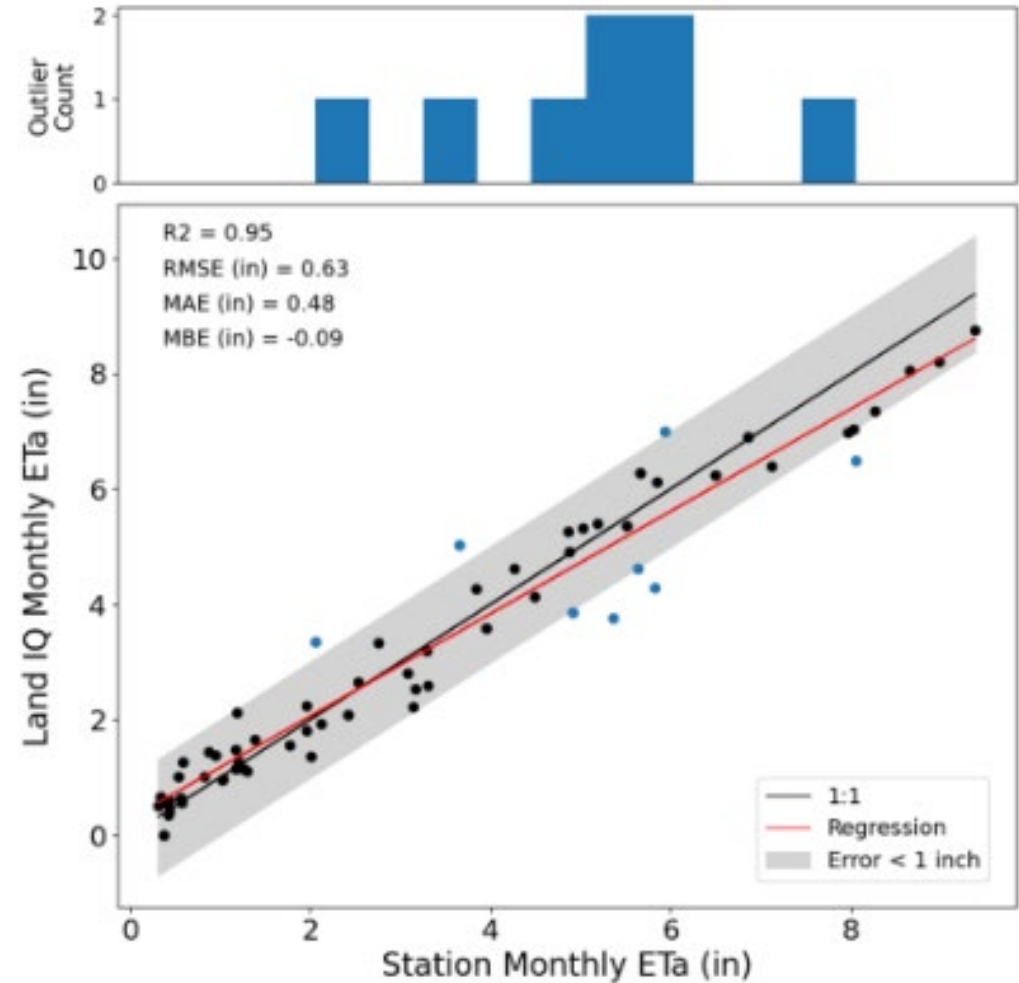 Outlier
Count
2
1
0
R2 = 0.95
RMSE (in) = 0.63
MAE (in) = 0.48
MBE (in) = -0.09
Land IQ Monthly ETa (in)
10
8
6
4
2
0
1:1
Regression
Error < 1 inch
0 2 4 6 8
Station Monthly ETa (in)